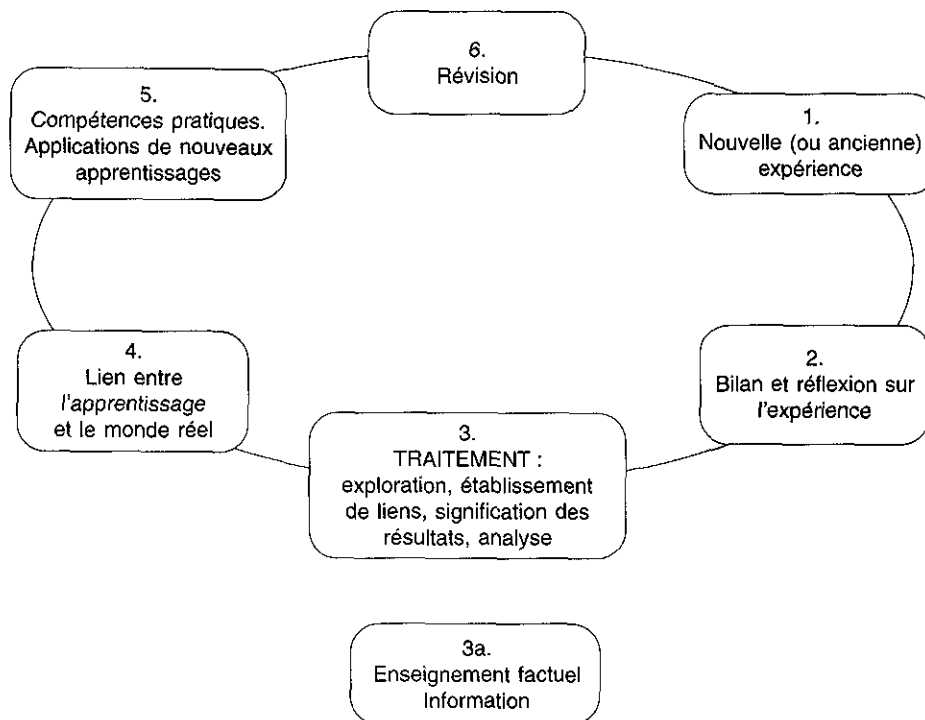 6.
Révision
5.
Compétences pratiques.
Applications de nouveaux
apprentissages
1.
Nouvelle (ou ancienne)
expérience
4.
Lien entre
l'apprentissage
et le monde réel
2.
Bilan et réflexion sur
l'expérience
3.
TRAITEMENT :
exploration, établissement
de liens, signification des
résultats, analyse
3a.
Enseignement factuel
Information